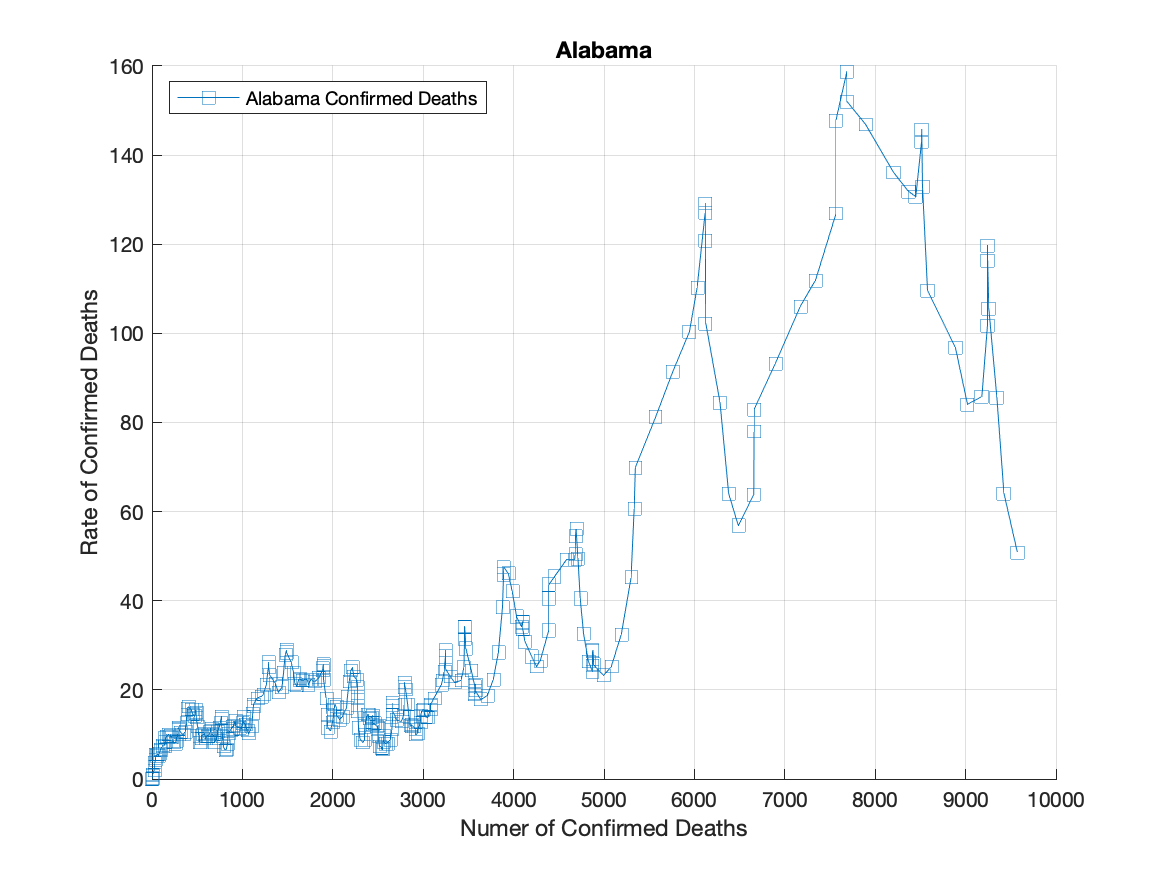 Alabama
Alabama Confirmed Deaths
160
140
120
100
80
60
40
20
0
Rate of Confirmed Deaths
0 1000 2000 3000 4000 5000 6000 7000 8000 9000 10000
Numer of Confirmed Deaths